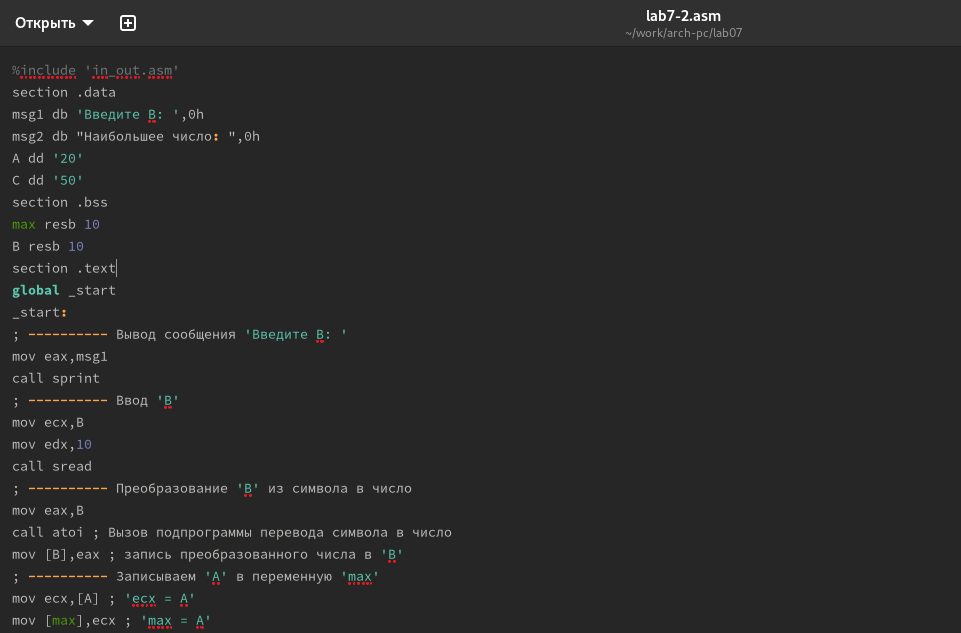 Открыть
lab7-2.asm
~/work/arch-pc/lab07
%include 'in_out.asm'
section .data
msg1 db 'Введите B: ',0h
msg2 db "Наибольшее число: ",0h
A dd '20'
C dd '50'
section .bss
max resb 10
B resb 10
section .text
global _start
_start:
; ---------- Вывод сообщения 'Введите B: '
mov eax,msg1
call sprint
; ---------- Ввод 'B'
mov ecx,B
mov edx,10
call sread
; ---------- Преобразование 'B' из символа в число
mov eax,B
call atoi ; Вызов подпрограммы перевода символа в число
mov [B],eax ; запись преобразованного числа в 'B'
; ---------- Записываем 'A' в переменную 'max'
mov ecx,[A] ; 'ecx = A'
mov [max],ecx ; 'max = A'